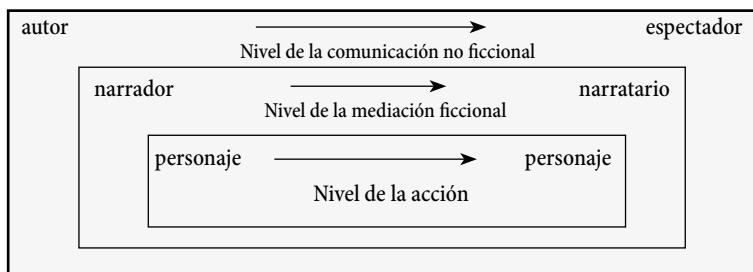 autor espectador
Nivel de la comunicación no ficcional
narrador narratario
Nivel de la mediación ficcional
personaje personaje
Nivel de la acción